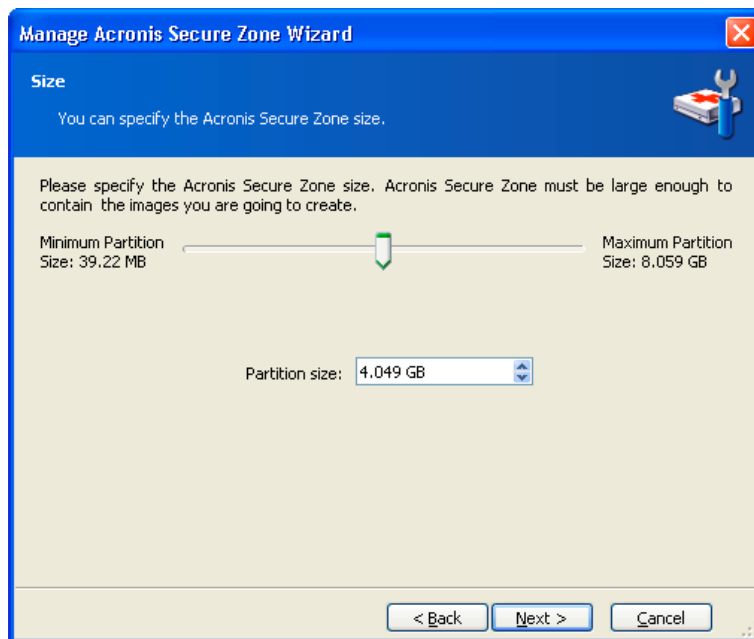 Manage Acronis Secure Zone Wizard
Size
You can specify the Acronis Secure Zone size.
Please specify the Acronis Secure Zone size. Acronis Secure Zone must be large enough to
contain the images you are going to create.
Minimum Partition
Size: 39.22 MB
Maximum Partition
Size: 8.059 GB
Partition size: 4.049 GB
< Back Next > Cancel